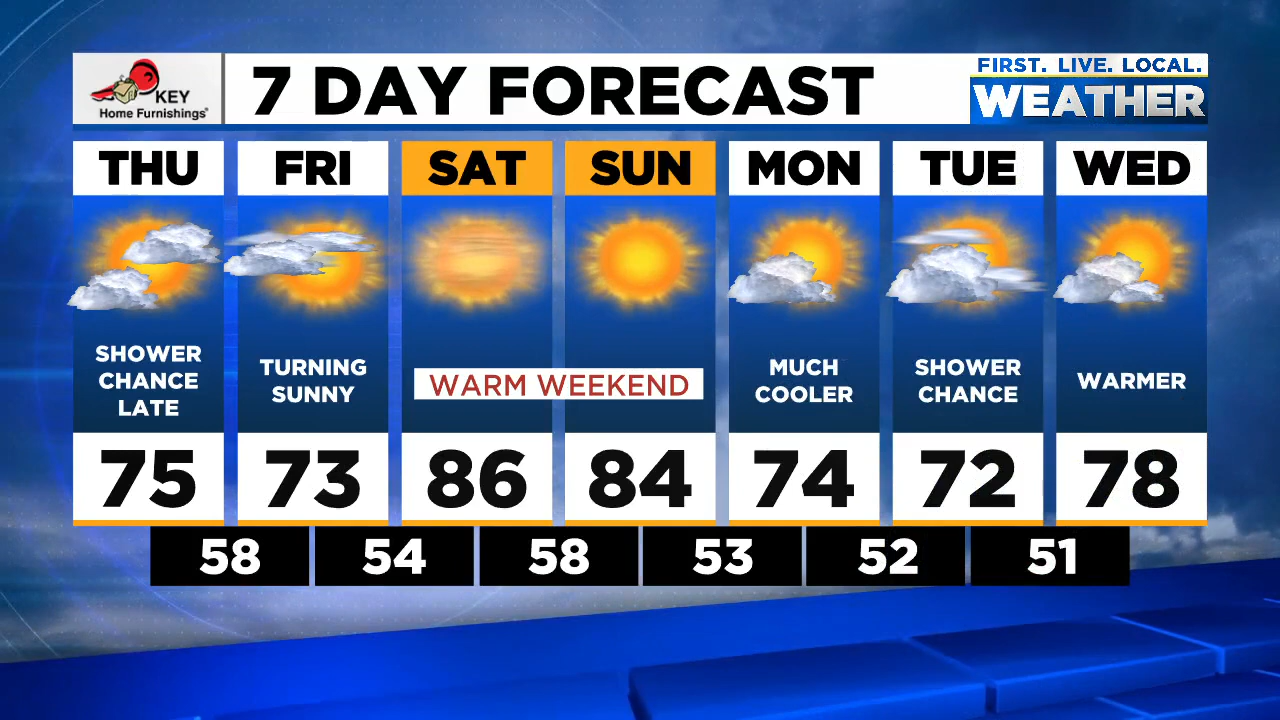 KEY
Home Furnishings®
7 DAY FORECAST
FIRST. LIVE. LOCAL.
WEATHER
THU FRI SAT SUN MON TUE WED
SHOWER
CHANCE
LATE
TURNING
SUNNY
WARM WEEKEND
MUCH
COOLER
SHOWER
CHANCE
WARMER
75 73 86 84 74 72 78
58 54 58 53 52 51